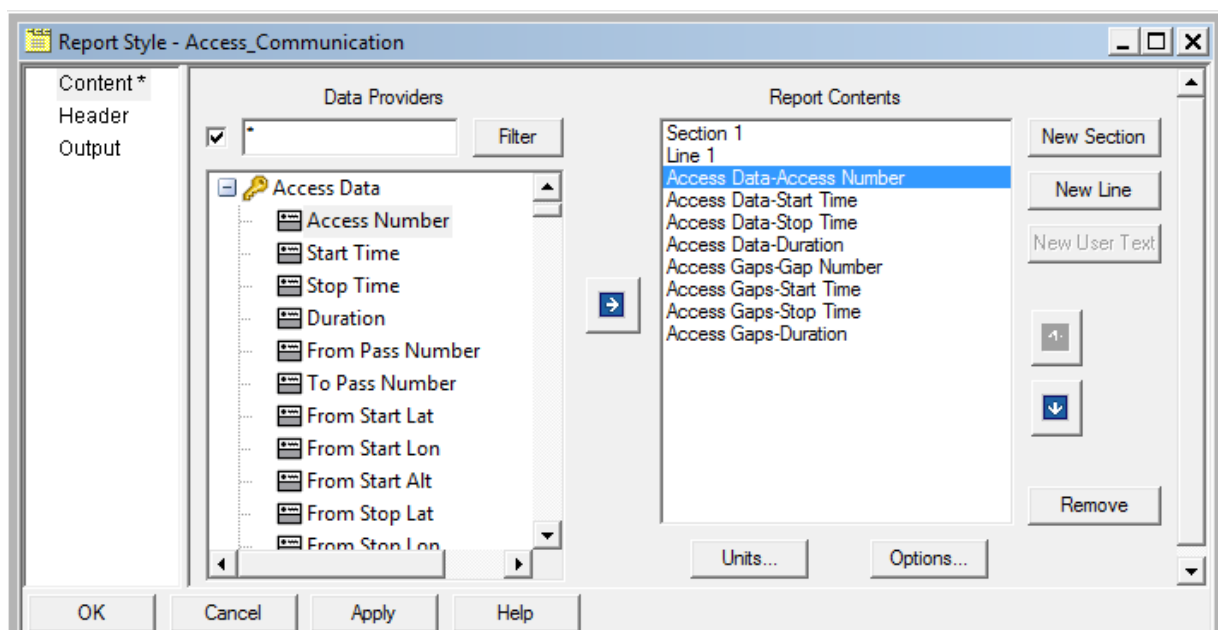 Report Style - Access_Communication
Content *
Header
Output
Data Providers
*
Filter
Access Data
Access Number
Start Time
Stop Time
Duration
From Pass Number
To Pass Number
From Start Lat
From Start Lon
From Start Alt
From Stop Lat
From Stop Lon
Report Contents
Section 1
Line 1
Access Data-Access Number
Access Data-Start Time
Access Data-Stop Time
Access Data-Duration
Access Gaps-Gap Number
Access Gaps-Start Time
Access Gaps-Stop Time
Access Gaps-Duration
New Section
New Line
New User Text
Remove
Units...
Options...
OK
Cancel
Apply
Help